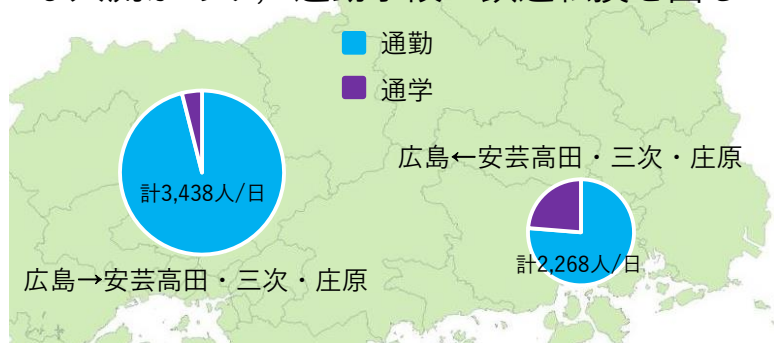 通勤
通学
広島←安芸高田・三次・庄原
計3,438人/日
計2,268人/日
広島→安芸高田・三次・庄原